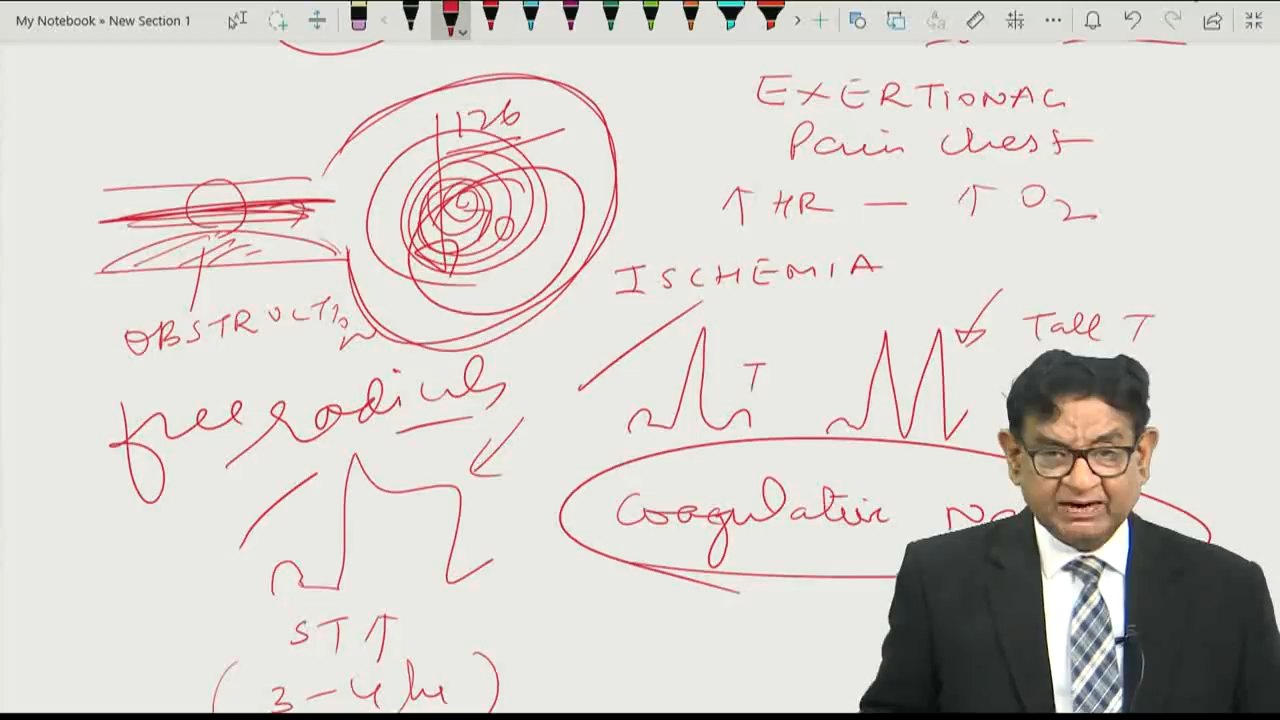 My Notebook » New Section 1
126
EXERTIONAL
Pain chest
↑ HR — ↑ O2
ISCHEMIA
OBSTRUCTION
Tall T
T
free radicals
coagulative
ST↑
(3-4 hr)